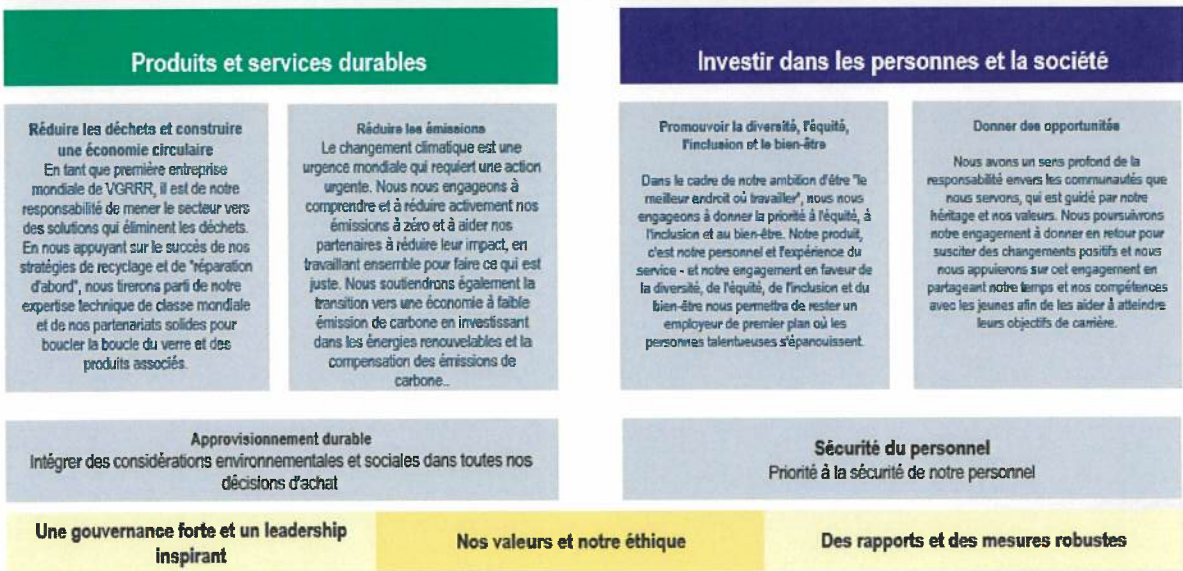 Produits et services durables
Réduire les déchets et construire
une économie circulaire
En tant que première entreprise
mondiale de VGRRR, il est de notre
responsabilité de mener le secteur vers
des solutions qui éliminent les déchets.
En nous appuyant sur le succès de nos
stratégies de recyclage et de "réparation
d'abord", nous tirerons parti de notre
expertise technique de classe mondiale
et de nos partenariats solides pour
boucler la boucle du verre et des
produits associés.
Réduire les émissions
Le changement climatique est une
urgence mondiale qui requiert une action
urgente. Nous nous engageons à
comprendre et à réduire activement nos
émissions à zéro et à aider nos
partenaires à réduire leur impact, en
travaillant ensemble pour faire ce qui est
juste. Nous soutiendrons également la
transition vers une économie à faible
émission de carbone en investissant
dans les énergies renouvelables et la
compensation des émissions de
carbone..
Approvisionnement durable
Intégrer des considérations environnementales et sociales dans toutes nos
décisions d'achat
Investir dans les personnes et la société
Promouvoir la diversité, l'équité,
l'inclusion et le bien-être
Dans le cadre de notre ambition d'être "le
meilleur endroit où travailler", nous nous
engageons à donner la priorité à l'équité, à
l'inclusion et au bien-être. Notre produit,
c'est notre personnel et l'expérience du
service - et notre engagement en faveur de
la diversité, de l'équité, de l'inclusion et du
bien-être nous permettra de rester un
employeur de premier plan où les
personnes talentueuses s'épanouissent.
Donner des opportunités
Nous avons un sens profond de la
responsabilité envers les communautés que
nous servons, qui est guidé par notre
héritage et nos valeurs. Nous poursuivrons
notre engagement à donner en retour pour
susciter des changements positifs et nous
nous appuierons sur cet engagement en
partageant notre temps et nos compétences
avec les jeunes afin de les aider à atteindre
leurs objectifs de carrière.
Sécurité du personnel
Priorité à la sécurité de notre personnel
Une gouvernance forte et un leadership
inspirant
Nos valeurs et notre éthique
Des rapports et des mesures robustes